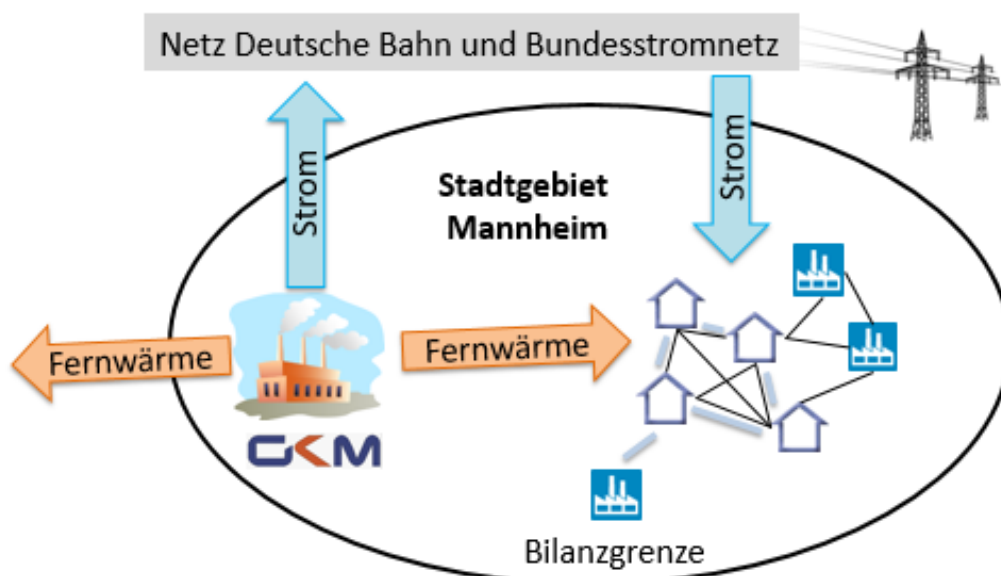 Netz Deutsche Bahn und Bundesstromnetz
Strom
Strom
Stadtgebiet
Mannheim
Fernwärme
Fernwärme
GKM
Bilanzgrenze